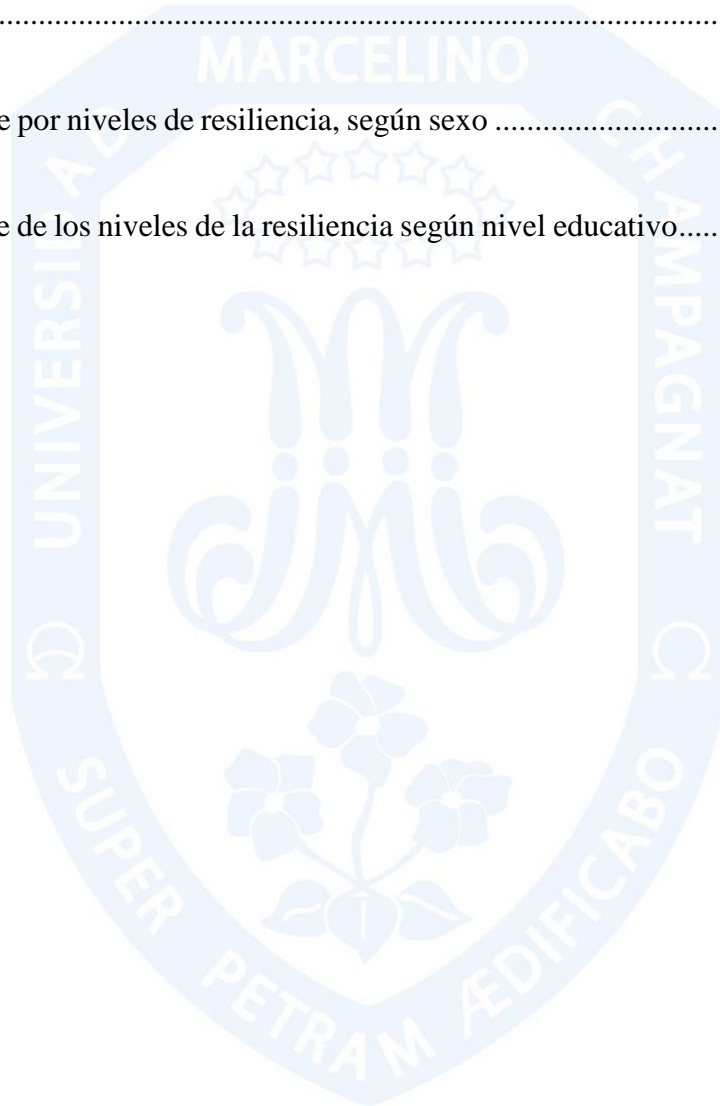 ....................................................................................................
MARCELINO
e por niveles de resiliencia, según sexo ............................
e de los niveles de la resiliencia según nivel educativo.....
UNIVERSIDAD
CHAMPAGNAT
SUPER PETRAM ÆDIFICABO